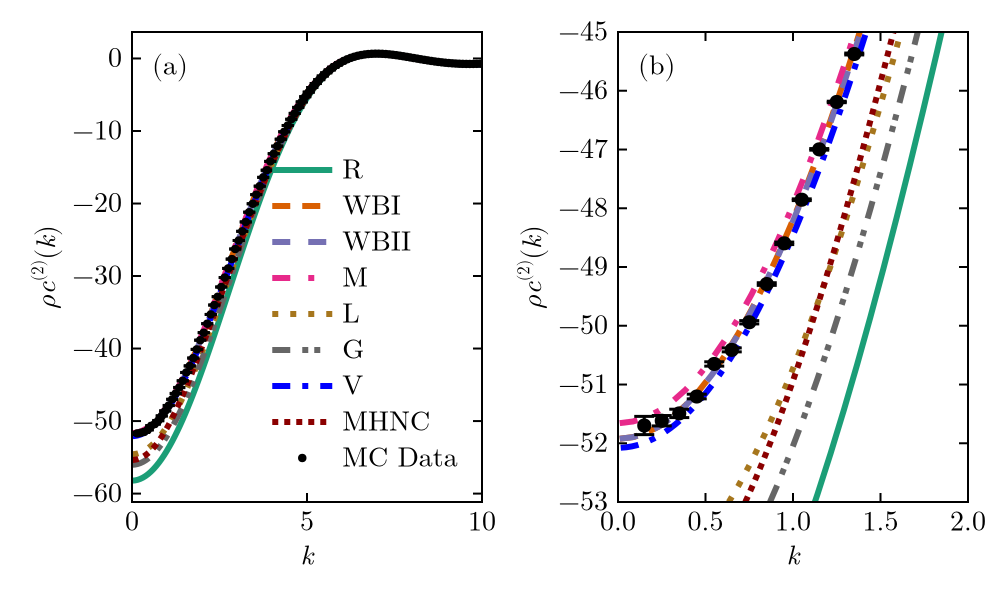 (a)
ρc⁽²⁾(k)
0
−10
−20
−30
−40
−50
−60
R
WBI
WBII
M
L
G
V
MHNC
MC Data
0
5
10
k
(b)
ρc⁽²⁾(k)
−45
−46
−47
−48
−49
−50
−51
−52
−53
0.0
0.5
1.0
1.5
2.0
k